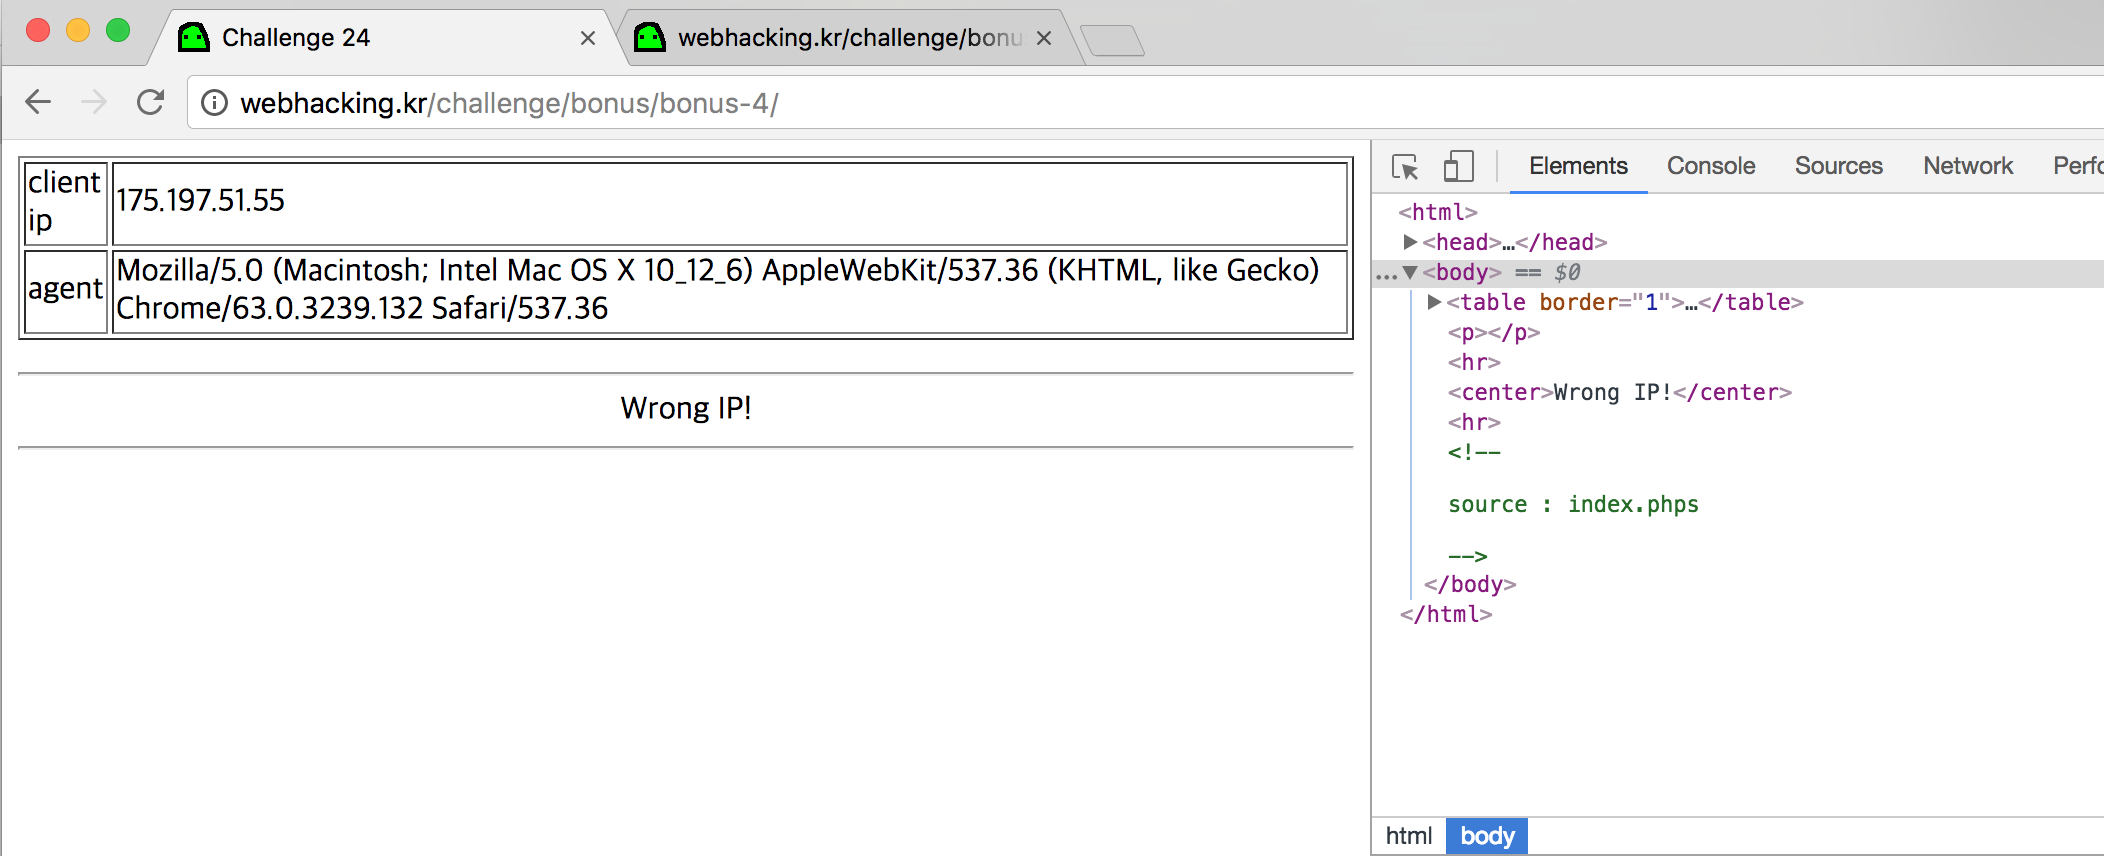 Challenge 24
webhacking.kr/challenge/bonu
webhacking.kr/challenge/bonus/bonus-4/
client ip
175.197.51.55
agent
Mozilla/5.0 (Macintosh; Intel Mac OS X 10_12_6) AppleWebKit/537.36 (KHTML, like Gecko)
Chrome/63.0.3239.132 Safari/537.36
Wrong IP!
Elements Console Sources Network Perfo
<html>
<head>…</head>
…<body> == $0
<table border="1">…</table>
<p></p>
<hr>
<center>Wrong IP!</center>
<hr>
<!--
source : index.phps
-->
</body>
</html>
html body